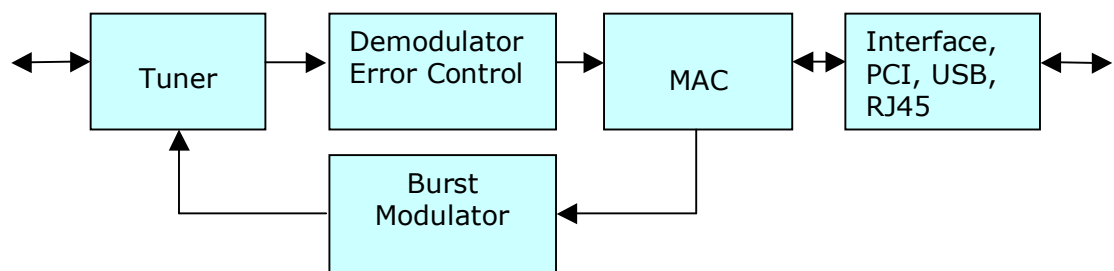 Tuner
Demodulator
Error Control
MAC
Interface,
PCI, USB,
RJ45
Burst
Modulator